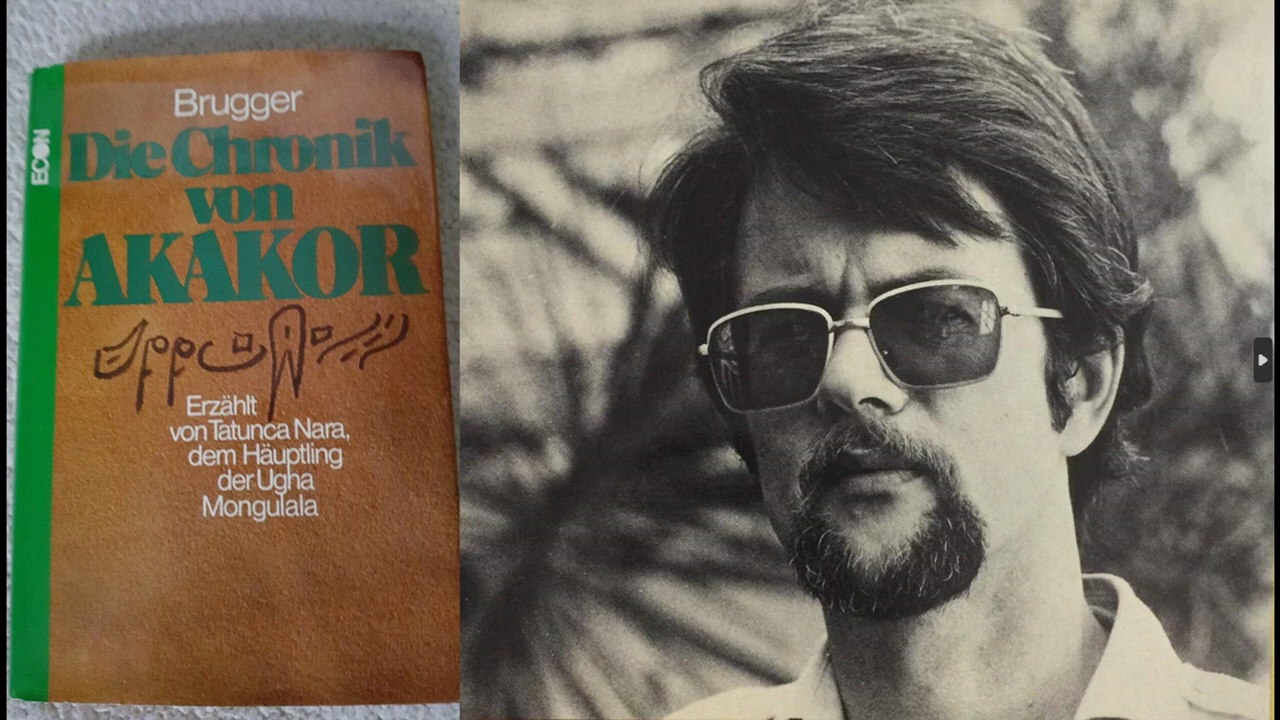 ECON
Brugger
Die Chronik
von
AKAKOR
Erzählt
von Tatunca Nara,
dem Häuptling
der Ugha
Mongulala